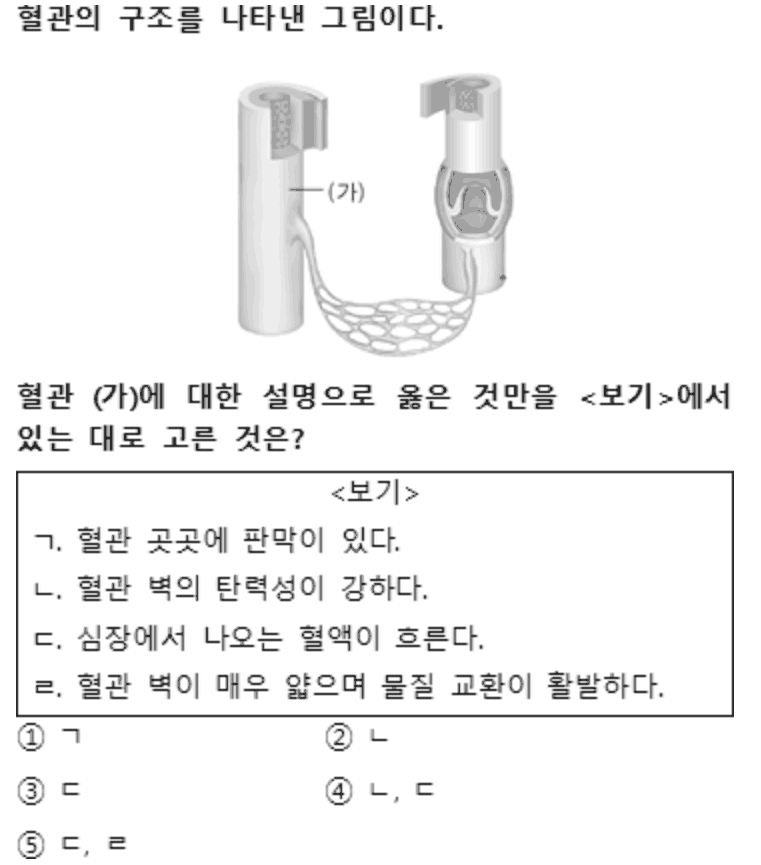 혈관의 구조를 나타낸 그림이다.
(가)
혈관 (가)에 대한 설명으로 옳은 것만을 <보기>에서
있는 대로 고른 것은?
<보기>
ㄱ. 혈관 곳곳에 판막이 있다.
ㄴ. 혈관 벽의 탄력성이 강하다.
ㄷ. 심장에서 나오는 혈액이 흐른다.
ㄹ. 혈관 벽이 매우 얇으며 물질 교환이 활발하다.
① ㄱ ② ㄴ
③ ㄷ ④ ㄴ, ㄷ
⑤ ㄷ, ㄹ